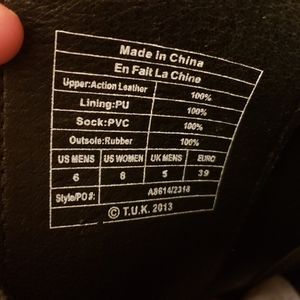 Made in China
En Fait La Chine
Upper:Action Leather 100%
Lining:PU 100%
Sock:PVC 100%
Outsole:Rubber 100%
US MENS US WOMEN UK MENS EURO
6 8 5 39
Style/PO #: A8614/2318
© T.U.K. 2013